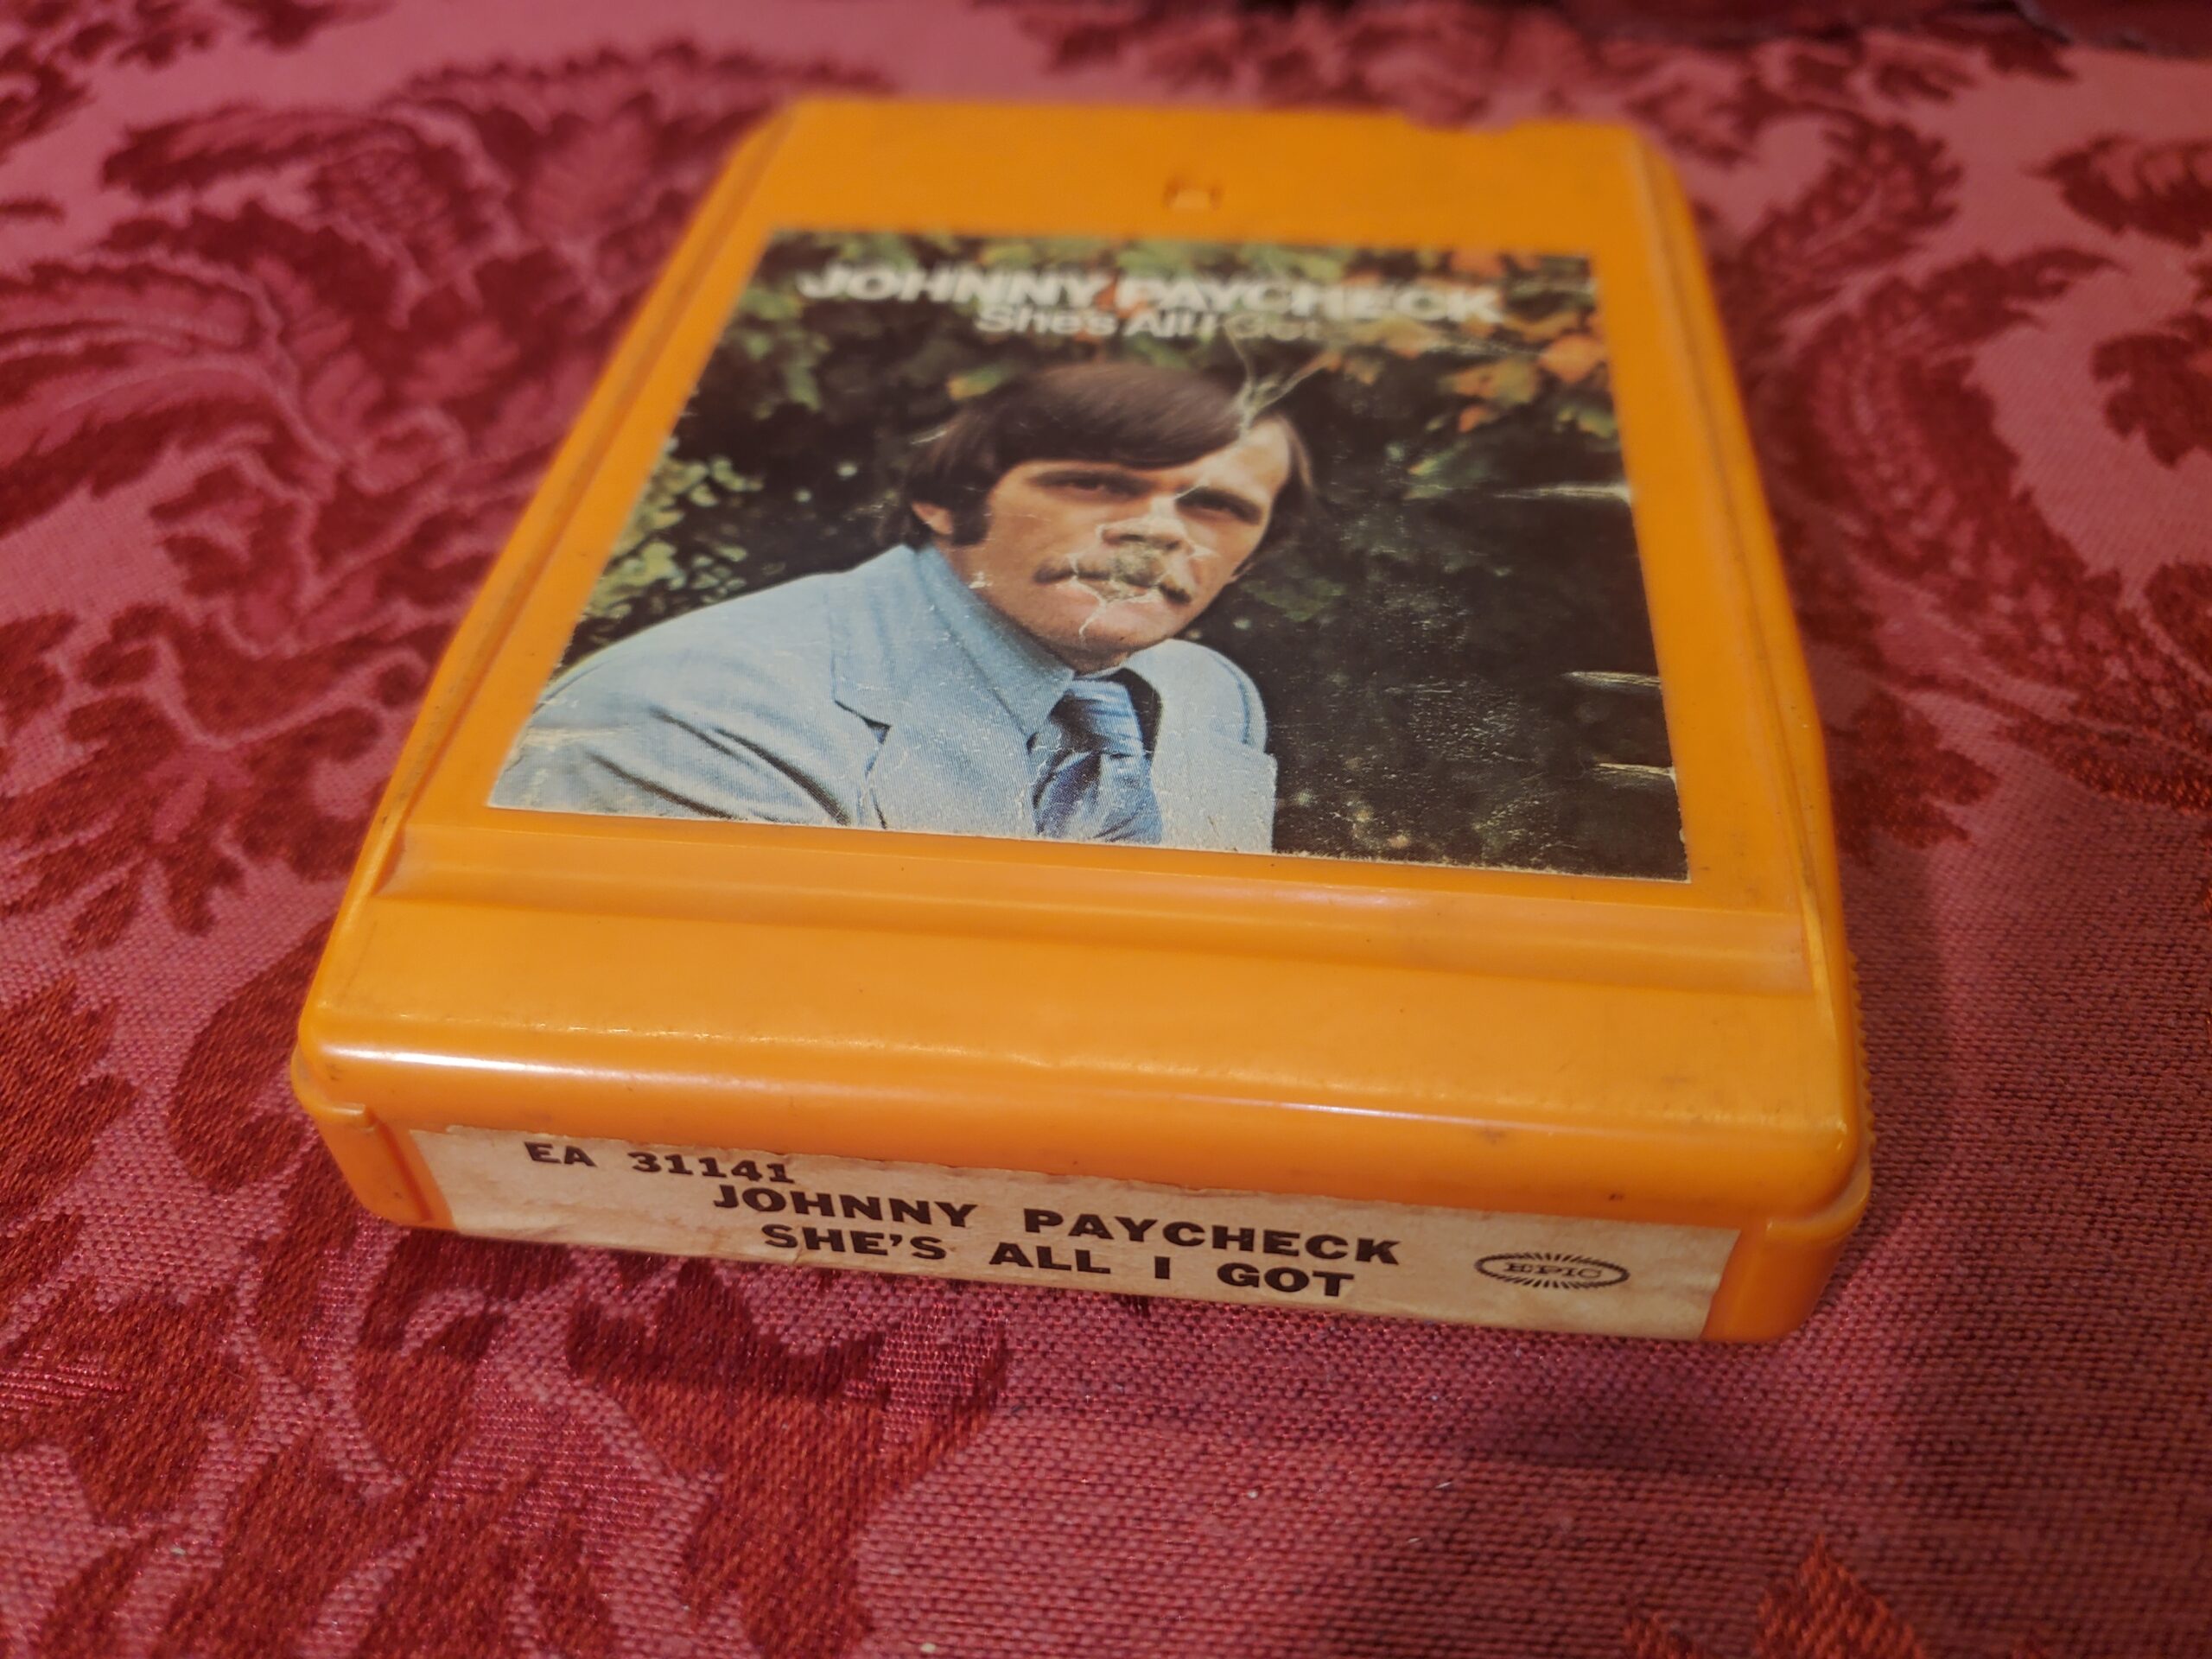 JOHNNY PAYCHECK
She's All I Got
EA 31141
JOHNNY PAYCHECK
SHE'S ALL I GOT
EPIC